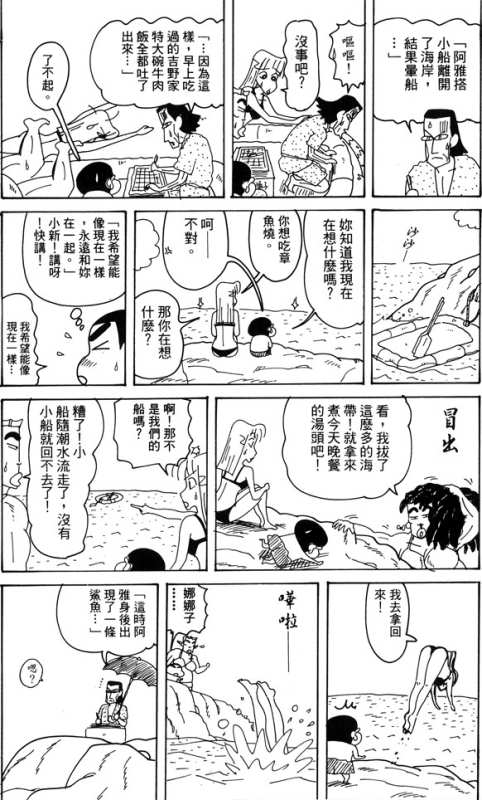 「阿雅搭
小船離開
了海岸，
結果暈船
…」
嘔嘔！
沒事吧？
「…因為這
樣，早上吃
過的吉野家
特大碗牛肉
飯全都吐了
出來…」
了不起。
沙
沙
妳知道我現在
在想什麼嗎？
你想吃章
魚燒。
呵——
不對。
那你在想
什麼？
「我希望能
像現在一樣
，永遠和妳
在一起。」
小新！講呀
！快講！
我希望能像
現在一樣…
冒出
看，我拔了
這麼多的海
帶！就拿來
煮今天晚餐
的湯頭吧！
啊！那不
是我們的
船嗎？
糟了！小
船隨潮水
流走了，沒有
小船就回不去了！
我去拿回
來！
嘩啦——
娜娜子
……
「這時阿
雅身後出
現了一條
鯊魚…」
嗯？